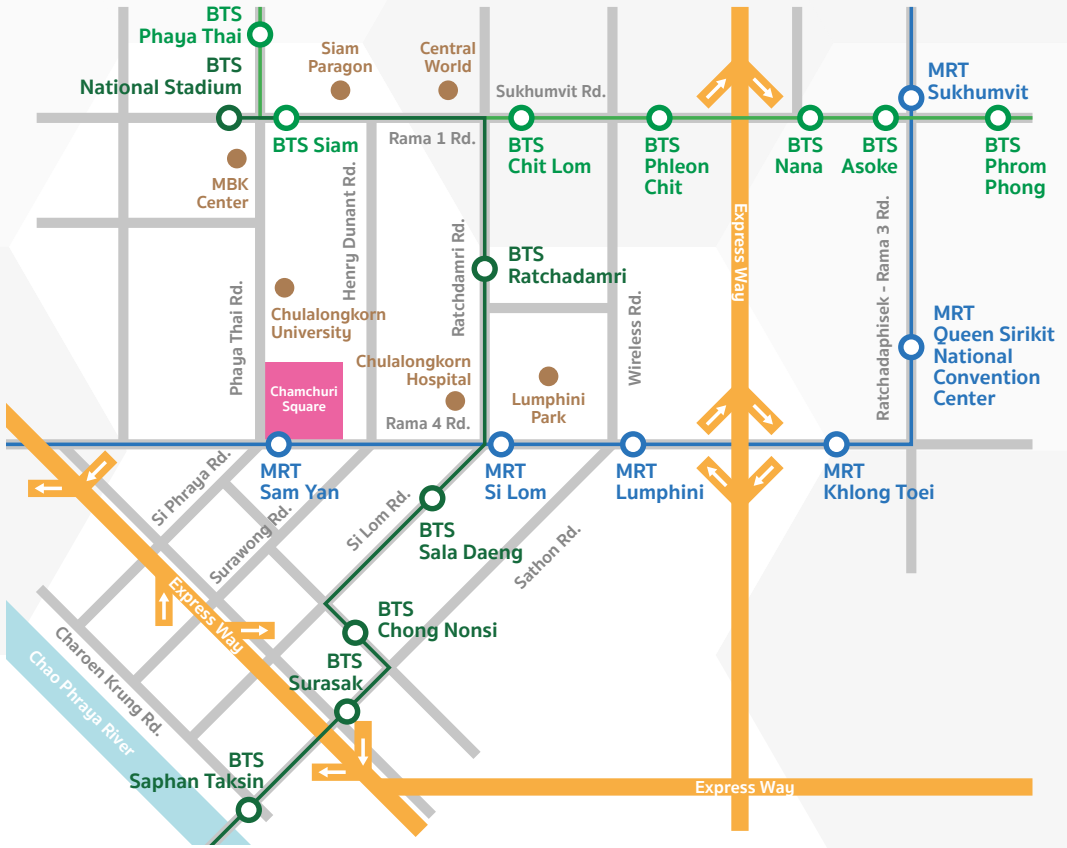 BTS
Phaya Thai
BTS
National Stadium
Siam
Paragon
Central
World
Sukhumvit Rd.
MRT
Sukhumvit
BTS Siam
Rama 1 Rd.
BTS
Chit Lom
BTS
Phleon
Chit
BTS
Nana
BTS
Asoke
BTS
Phrom
Phong
MBK
Center
Henry Dunant Rd.
Ratchdamri Rd.
BTS
Ratchadamri
Express Way
Ratchadaphisek - Rama 3 Rd.
Phaya Thai Rd.
Chulalongkorn
University
Wireless Rd.
MRT
Queen Sirikit
National
Convention
Center
Chamchuri
Square
Chulalongkorn
Hospital
Lumphini
Park
Rama 4 Rd.
MRT
Sam Yan
MRT
Si Lom
MRT
Lumphini
MRT
Khlong Toei
Si Phraya Rd.
Surawong Rd.
Si Lom Rd.
BTS
Sala Daeng
Sathon Rd.
Express Way
BTS
Chong Nonsi
BTS
Surasak
Charoen Krung Rd.
Chao Phraya River
BTS
Saphan Taksin
Express Way